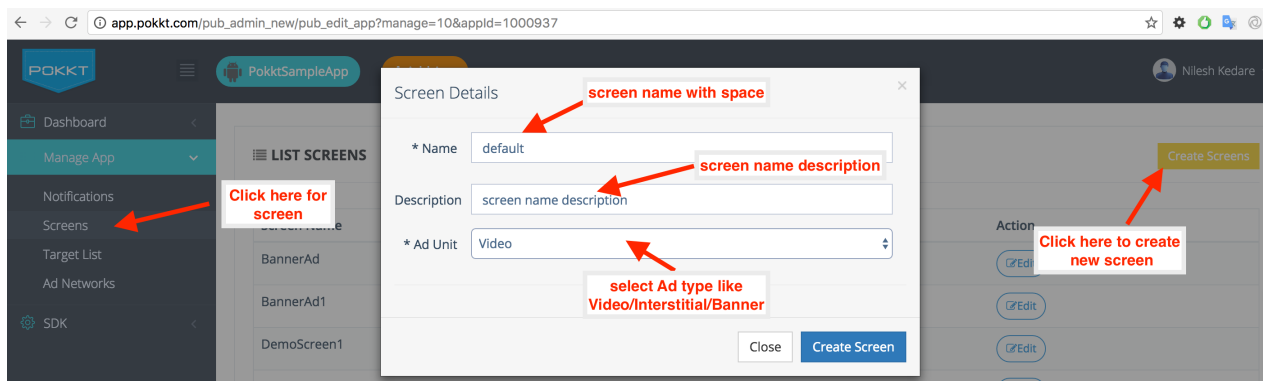 app.pokkt.com/pub_admin_new/pub_edit_app?manage=10&appId=1000937
POKKT
PokktSampleApp
Nilesh Kedare
Dashboard
Manage App
Notifications
Screens
Target List
Ad Networks
SDK
Click here for
screen
LIST SCREENS
Create Screens
Screen Name
Action
BannerAd
Edit
BannerAd1
Edit
DemoScreen1
Edit
Click here to create
new screen
Screen Details
×
screen name with space
* Name
default
screen name description
Description
screen name description
* Ad Unit
Video
select Ad type like
Video/Interstitial/Banner
Close
Create Screen